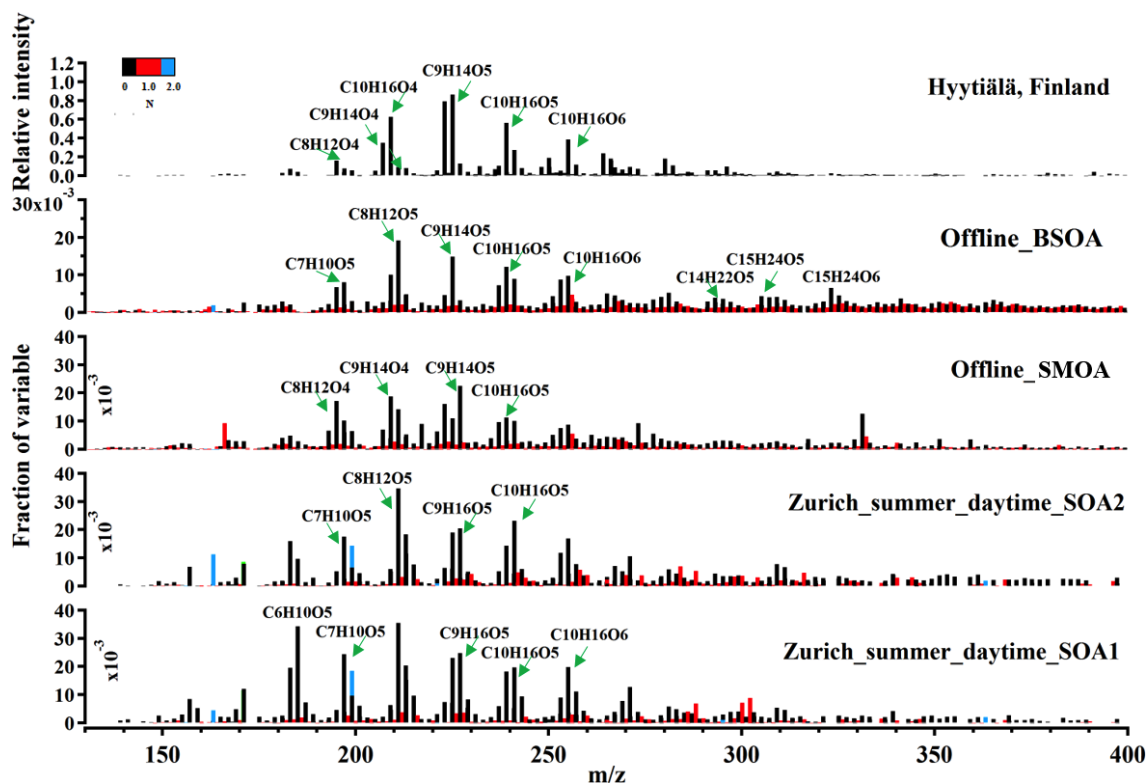 0 1.0 2.0
N
Relative intensity
1.2
1.0
0.8
0.6
0.4
0.2
0.0
Hyytiälä, Finland
C8H12O4
C9H14O4
C10H16O4
C9H14O5
C10H16O5
C10H16O6
30x10-3
20
10
0
Offline_BSOA
C7H10O5
C8H12O5
C9H14O5
C10H16O5
C10H16O6
C14H22O5
C15H24O5
C15H24O6
Fraction of variable
40
30
20
10
0
x10-3
Offline_SMOA
C8H12O4
C9H14O4
C9H14O5
C10H16O5
40
30
20
10
0
x10-3
Zurich_summer_daytime_SOA2
C7H10O5
C8H12O5
C9H16O5
C10H16O5
40
30
20
10
0
x10-3
Zurich_summer_daytime_SOA1
C6H10O5
C7H10O5
C9H16O5
C10H16O5
C10H16O6
150 200 250 300 350 400
m/z